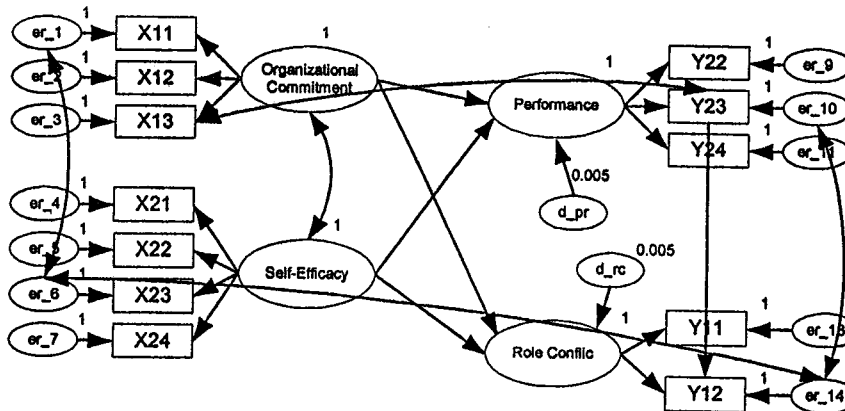 er_1 1 X11
er_2 1 X12
er_3 1 X13
1
Organizational
Commitment
1
Performance
Y22 1 er_9
Y23 1 er_10
Y24 1 er_11
0.005
d_pr
1
er_4 1 X21
er_5 X22
er_6 1 X23
er_7 1 X24
1
Self-Efficacy
0.005
d_rc
1
Role Conflic
Y11 1 er_13
Y12 1 er_14